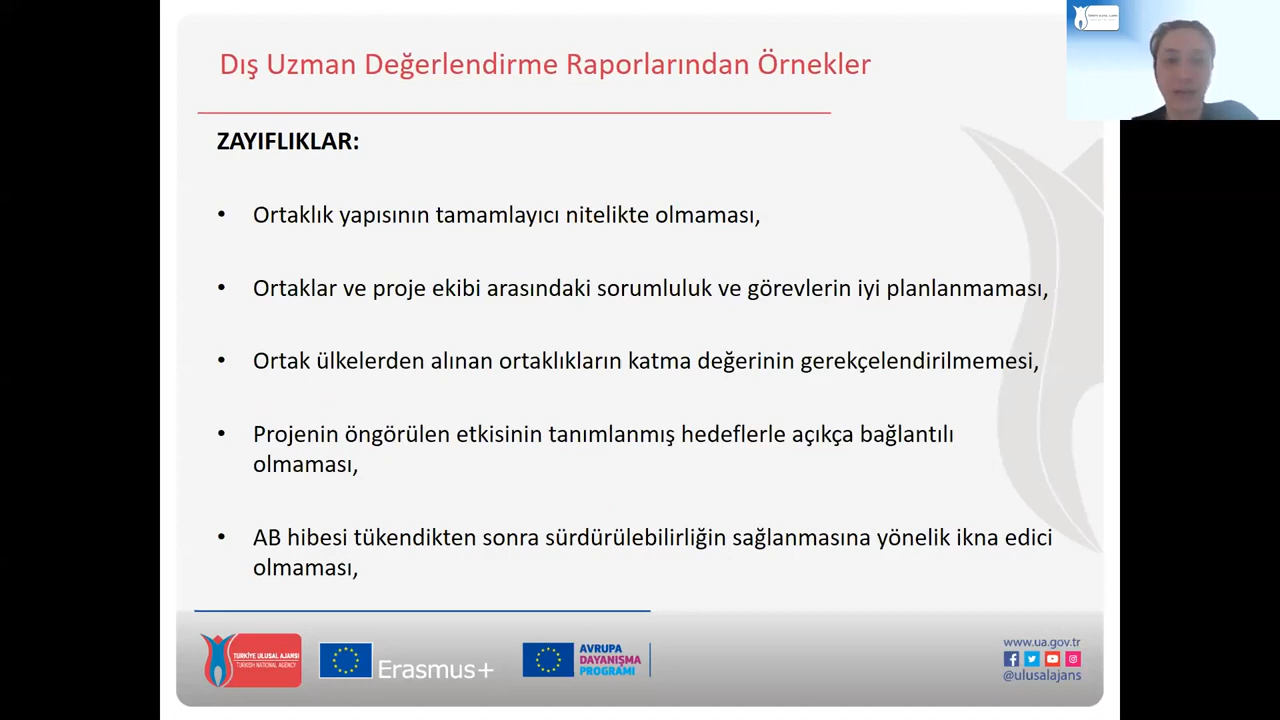 Dış Uzman Değerlendirme Raporlarından Örnekler
ZAYIFLIKLAR:
• Ortaklık yapısının tamamlayıcı nitelikte olmaması,
• Ortaklar ve proje ekibi arasındaki sorumluluk ve görevlerin iyi planlanmaması,
• Ortak ülkelerden alınan ortaklıkların katma değerinin gerekçelendirilmemesi,
• Projenin öngörülen etkisinin tanımlanmış hedeflerle açıkça bağlantılı
olmaması,
• AB hibesi tükendikten sonra sürdürülebilirliğin sağlanmasına yönelik ikna edici
olmaması,
TÜRKİYE ULUSAL AJANSI
TURKISH NATIONAL AGENCY
Erasmus+
AVRUPA
DAYANIŞMA
PROGRAMI
www.ua.gov.tr
@ulusalajans